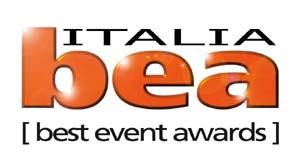 ITALIA
bea
[ best event awards ]